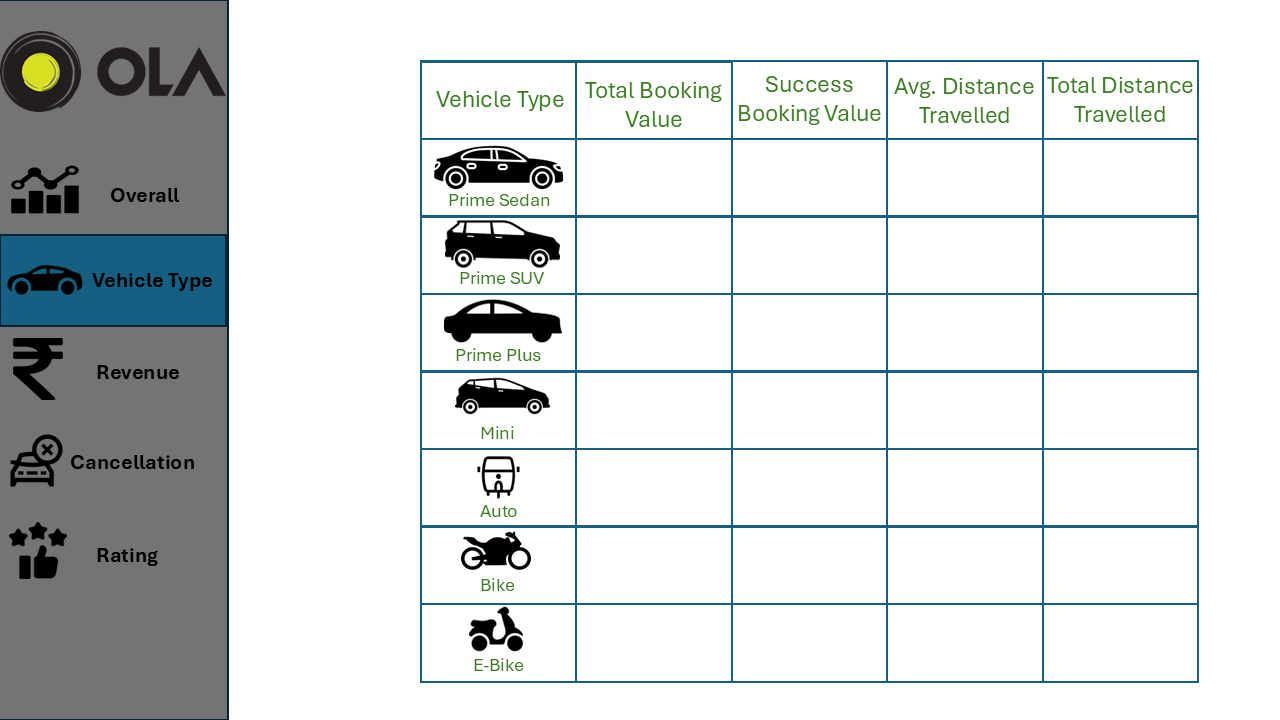 OLA
Overall
Vehicle Type
Revenue
Cancellation
Rating
Vehicle Type
Total Booking
Value
Success
Booking Value
Avg. Distance
Travelled
Total Distance
Travelled
Prime Sedan
Prime SUV
Prime Plus
Mini
Auto
Bike
E-Bike